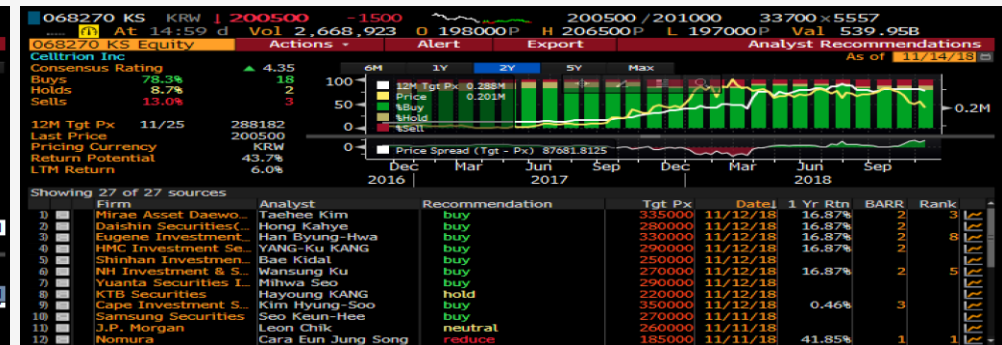 068270 KS KRW ↓ 200500 -1500 200500 /201000 33700×5557
At 14:59 d Vol 2,668,923 O 198000P H 206500P L 197000P Val 539.95B
068270 KS Equity Actions Alert Export Analyst Recommendations
Celltrion Inc As of 11/14/18
Consensus Rating 4.35
Buys 78.3% 18
Holds 8.7% 2
Sells 13.0% 3
12M Tgt Px 11/25 288182
Last Price 200500
Pricing Currency KRW
Return Potential 43.7%
LTM Return 6.0%
6M 1Y 2Y 5Y Max
100
50
0
12M Tgt Px 0.288M
Price 0.201M
%Buy
%Hold
%Sell
0.2M
0
Price Spread (Tgt - Px) 87681.8125
Dec Mar Jun Sep Dec Mar Jun Sep
2016 2017 2018
Showing 27 of 27 sources
Firm Analyst Recommendation Tgt Px Date↓ 1 Yr Rtn BARR Rank
1) Mirae Asset Daewo... Taehee Kim buy 335000 11/12/18 16.87% 2 3
2) Daishin Securities(... Hong Kahye buy 280000 11/12/18 16.87% 2
3) Eugene Investment... Han Byung-Hwa buy 330000 11/12/18 16.87% 2 8
4) HMC Investment Se... YANG-Ku KANG buy 290000 11/12/18 16.87% 2
5) Shinhan Investmen... Bae Kidal buy 250000 11/12/18
6) NH Investment & S... Wansung Ku buy 270000 11/12/18 16.87% 2 5
7) Yuanta Securities I... Mihwa Seo buy 290000 11/12/18
8) KTB Securities Hayoung KANG hold 220000 11/12/18
9) Cape Investment S... Kim Hyung-Soo buy 350000 11/12/18 0.46% 3
10) Samsung Securities Seo Keun-Hee buy 270000 11/11/18
11) J.P. Morgan Leon Chik neutral 260000 11/11/18
12) Nomura Cara Eun Jung Song reduce 185000 11/11/18 41.85% 1 1